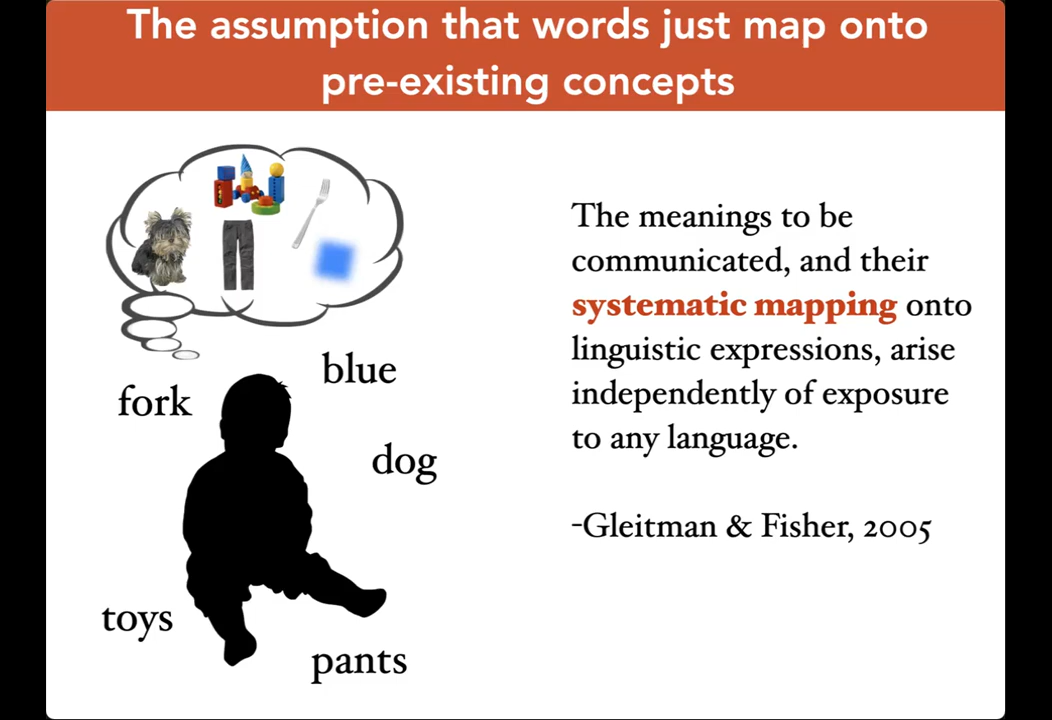 The assumption that words just map onto
pre-existing concepts
The meanings to be
communicated, and their
systematic mapping onto
linguistic expressions, arise
independently of exposure
to any language.
-Gleitman & Fisher, 2005
blue
fork
dog
toys
pants